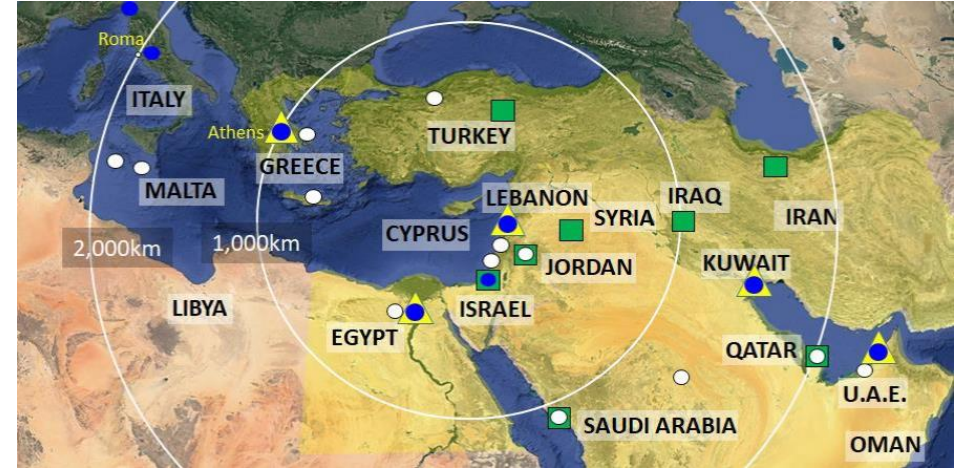 Roma
ITALY
Athens
TURKEY
GREECE
MALTA
LEBANON
IRAQ
SYRIA
IRAN
CYPRUS
2,000km
1,000km
JORDAN
KUWAIT
LIBYA
ISRAEL
EGYPT
QATAR
U.A.E.
SAUDI ARABIA
OMAN